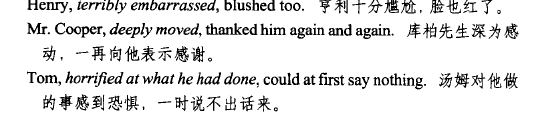 Henry, terribly embarrassed, blushed too. 亨利十分尴尬，脸也红了。
Mr. Cooper, deeply moved, thanked him again and again. 库柏先生深为感
动，一再向他表示感谢。
Tom, horrified at what he had done, could at first say nothing. 汤姆对他做
的事感到恐惧，一时说不出话来。